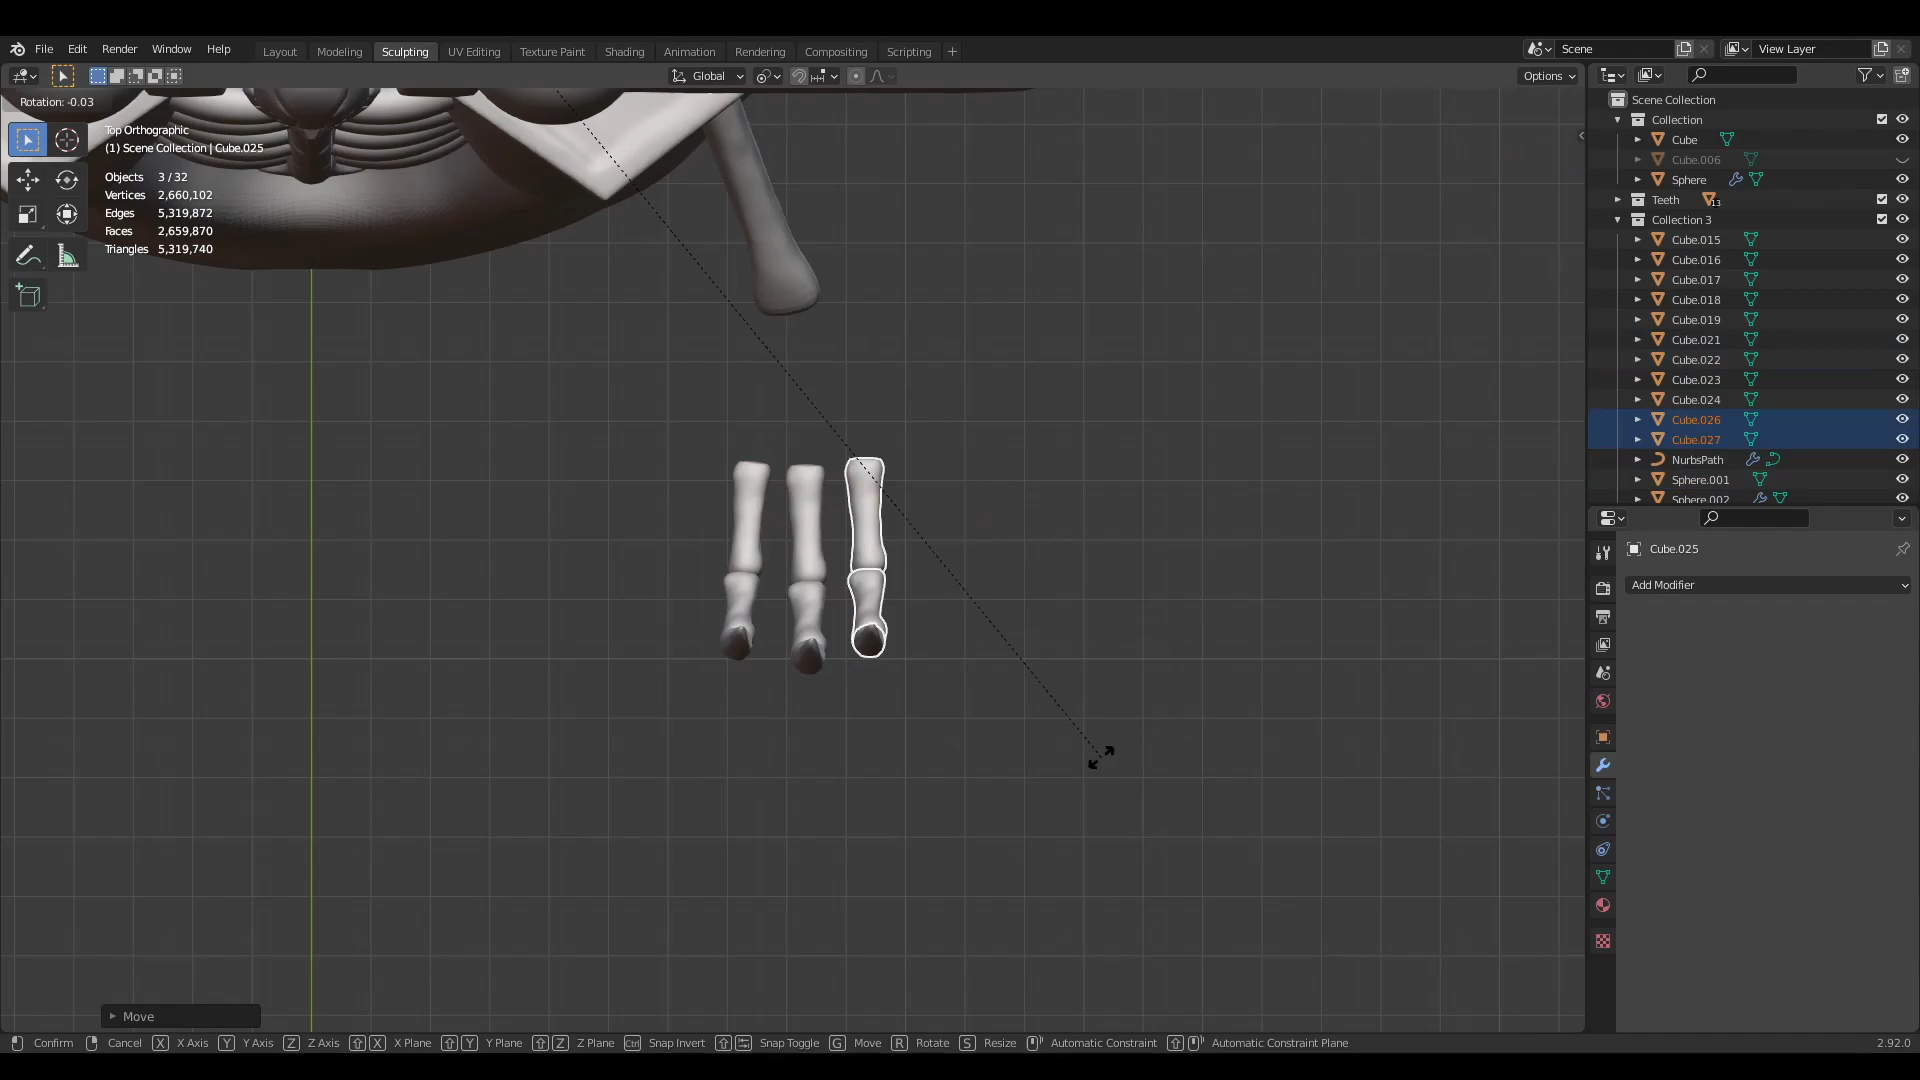 File Edit Render Window Help
Layout Modeling Sculpting UV Editing Texture Paint Shading Animation Rendering Compositing Scripting +
Scene
View Layer
Global
Options
Rotation: -0.03
Top Orthographic
(1) Scene Collection | Cube.025
Objects 3 / 32
Vertices 2,660,102
Edges 5,319,872
Faces 2,659,870
Triangles 5,319,740
Scene Collection
Collection
Cube
Cube.006
Sphere
Teeth 13
Collection 3
Cube.015
Cube.016
Cube.017
Cube.018
Cube.019
Cube.021
Cube.022
Cube.023
Cube.024
Cube.026
Cube.027
NurbsPath
Sphere.001
Sphere.002
Cube.025
Add Modifier
Move
Confirm Cancel X X Axis Y Y Axis Z Z Axis X X Plane Y Y Plane Z Z Plane Ctrl Snap Invert Snap Toggle G Move R Rotate S Resize Automatic Constraint Automatic Constraint Plane 2.92.0